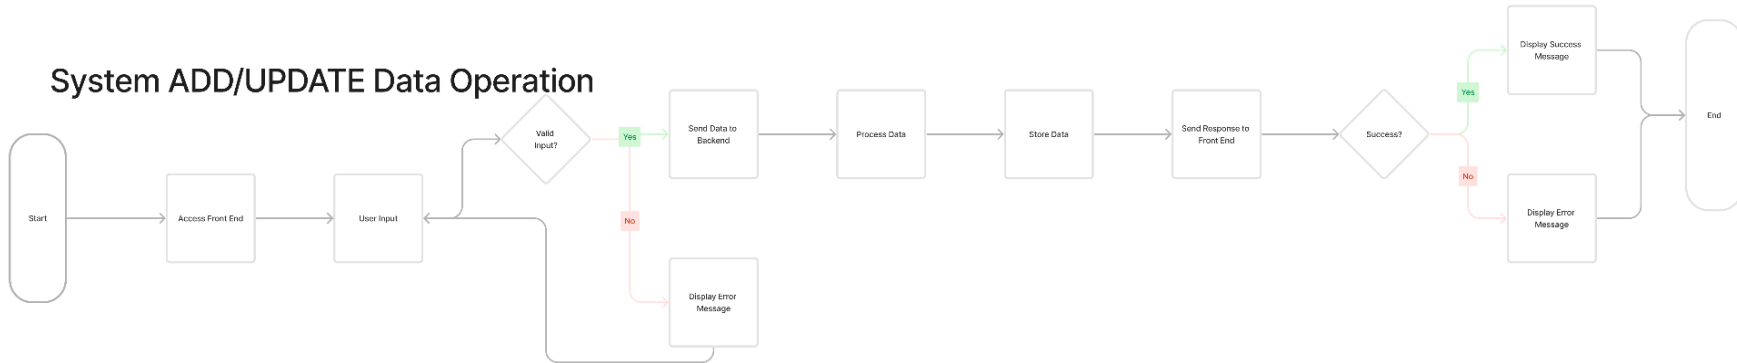 System ADD/UPDATE Data Operation
Start
Access Front End
User Input
Valid
Input?
Yes
No
Send Data to
Backend
Display Error
Message
Process Data
Store Data
Send Response to
Front End
Success?
Yes
No
Display Success
Message
Display Error
Message
End